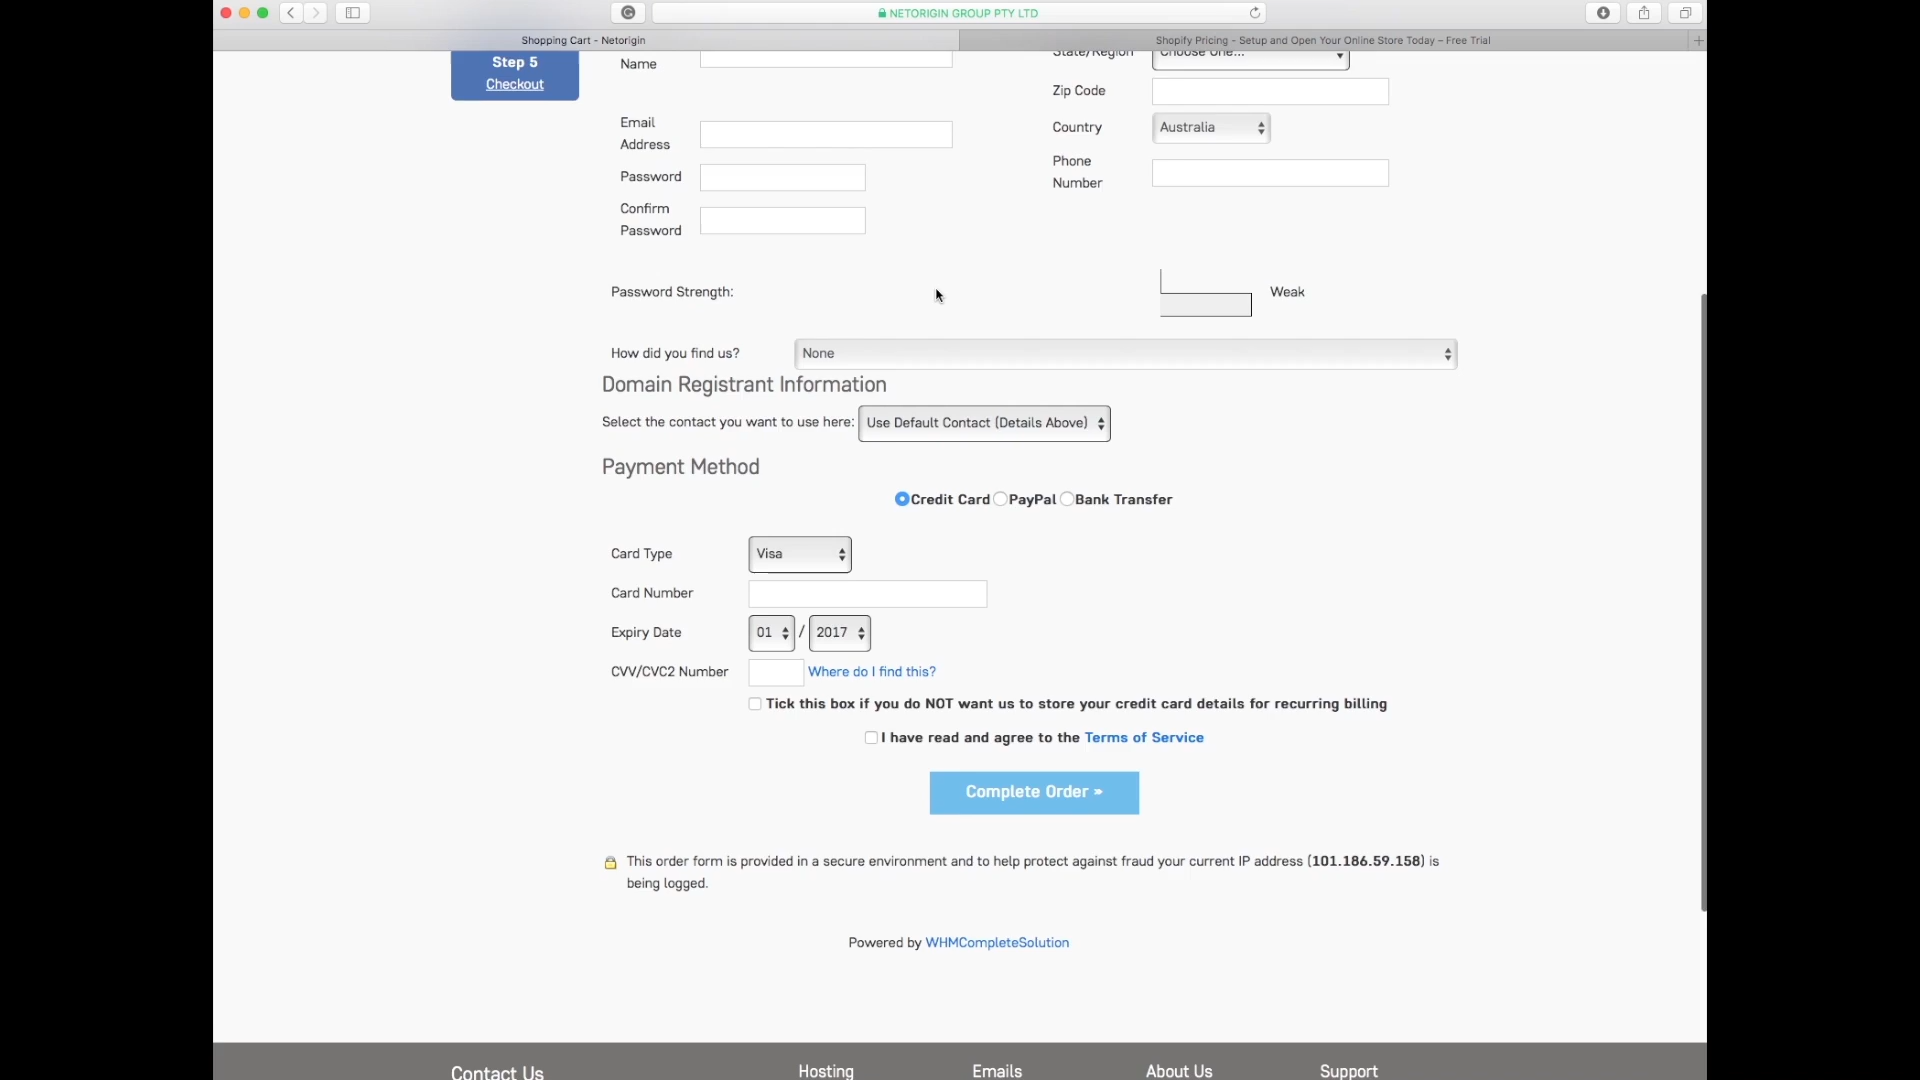 NETORIGIN GROUP PTY LTD
Shopping Cart - Netorigin
Shopify Pricing - Setup and Open Your Online Store Today – Free Trial
Step 5
Checkout
Name
State/Region
Choose One...
Zip Code
Email
Address
Country
Australia
Password
Phone
Number
Confirm
Password
Password Strength:
Weak
How did you find us?
None
Domain Registrant Information
Select the contact you want to use here:
Use Default Contact (Details Above)
Payment Method
Credit Card PayPal Bank Transfer
Card Type
Visa
Card Number
Expiry Date
01 / 2017
CVV/CVC2 Number
Where do I find this?
Tick this box if you do NOT want us to store your credit card details for recurring billing
I have read and agree to the Terms of Service
Complete Order »
This order form is provided in a secure environment and to help protect against fraud your current IP address (101.186.59.158) is
being logged.
Powered by WHMCompleteSolution
Contact Us
Hosting
Emails
About Us
Support